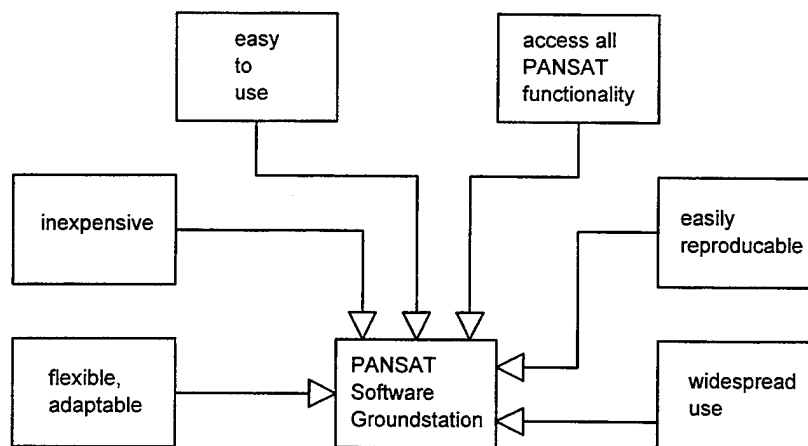 easy
to
use
access all
PANSAT
functionality
inexpensive
easily
reproducable
flexible,
adaptable
PANSAT
Software
Groundstation
widespread
use